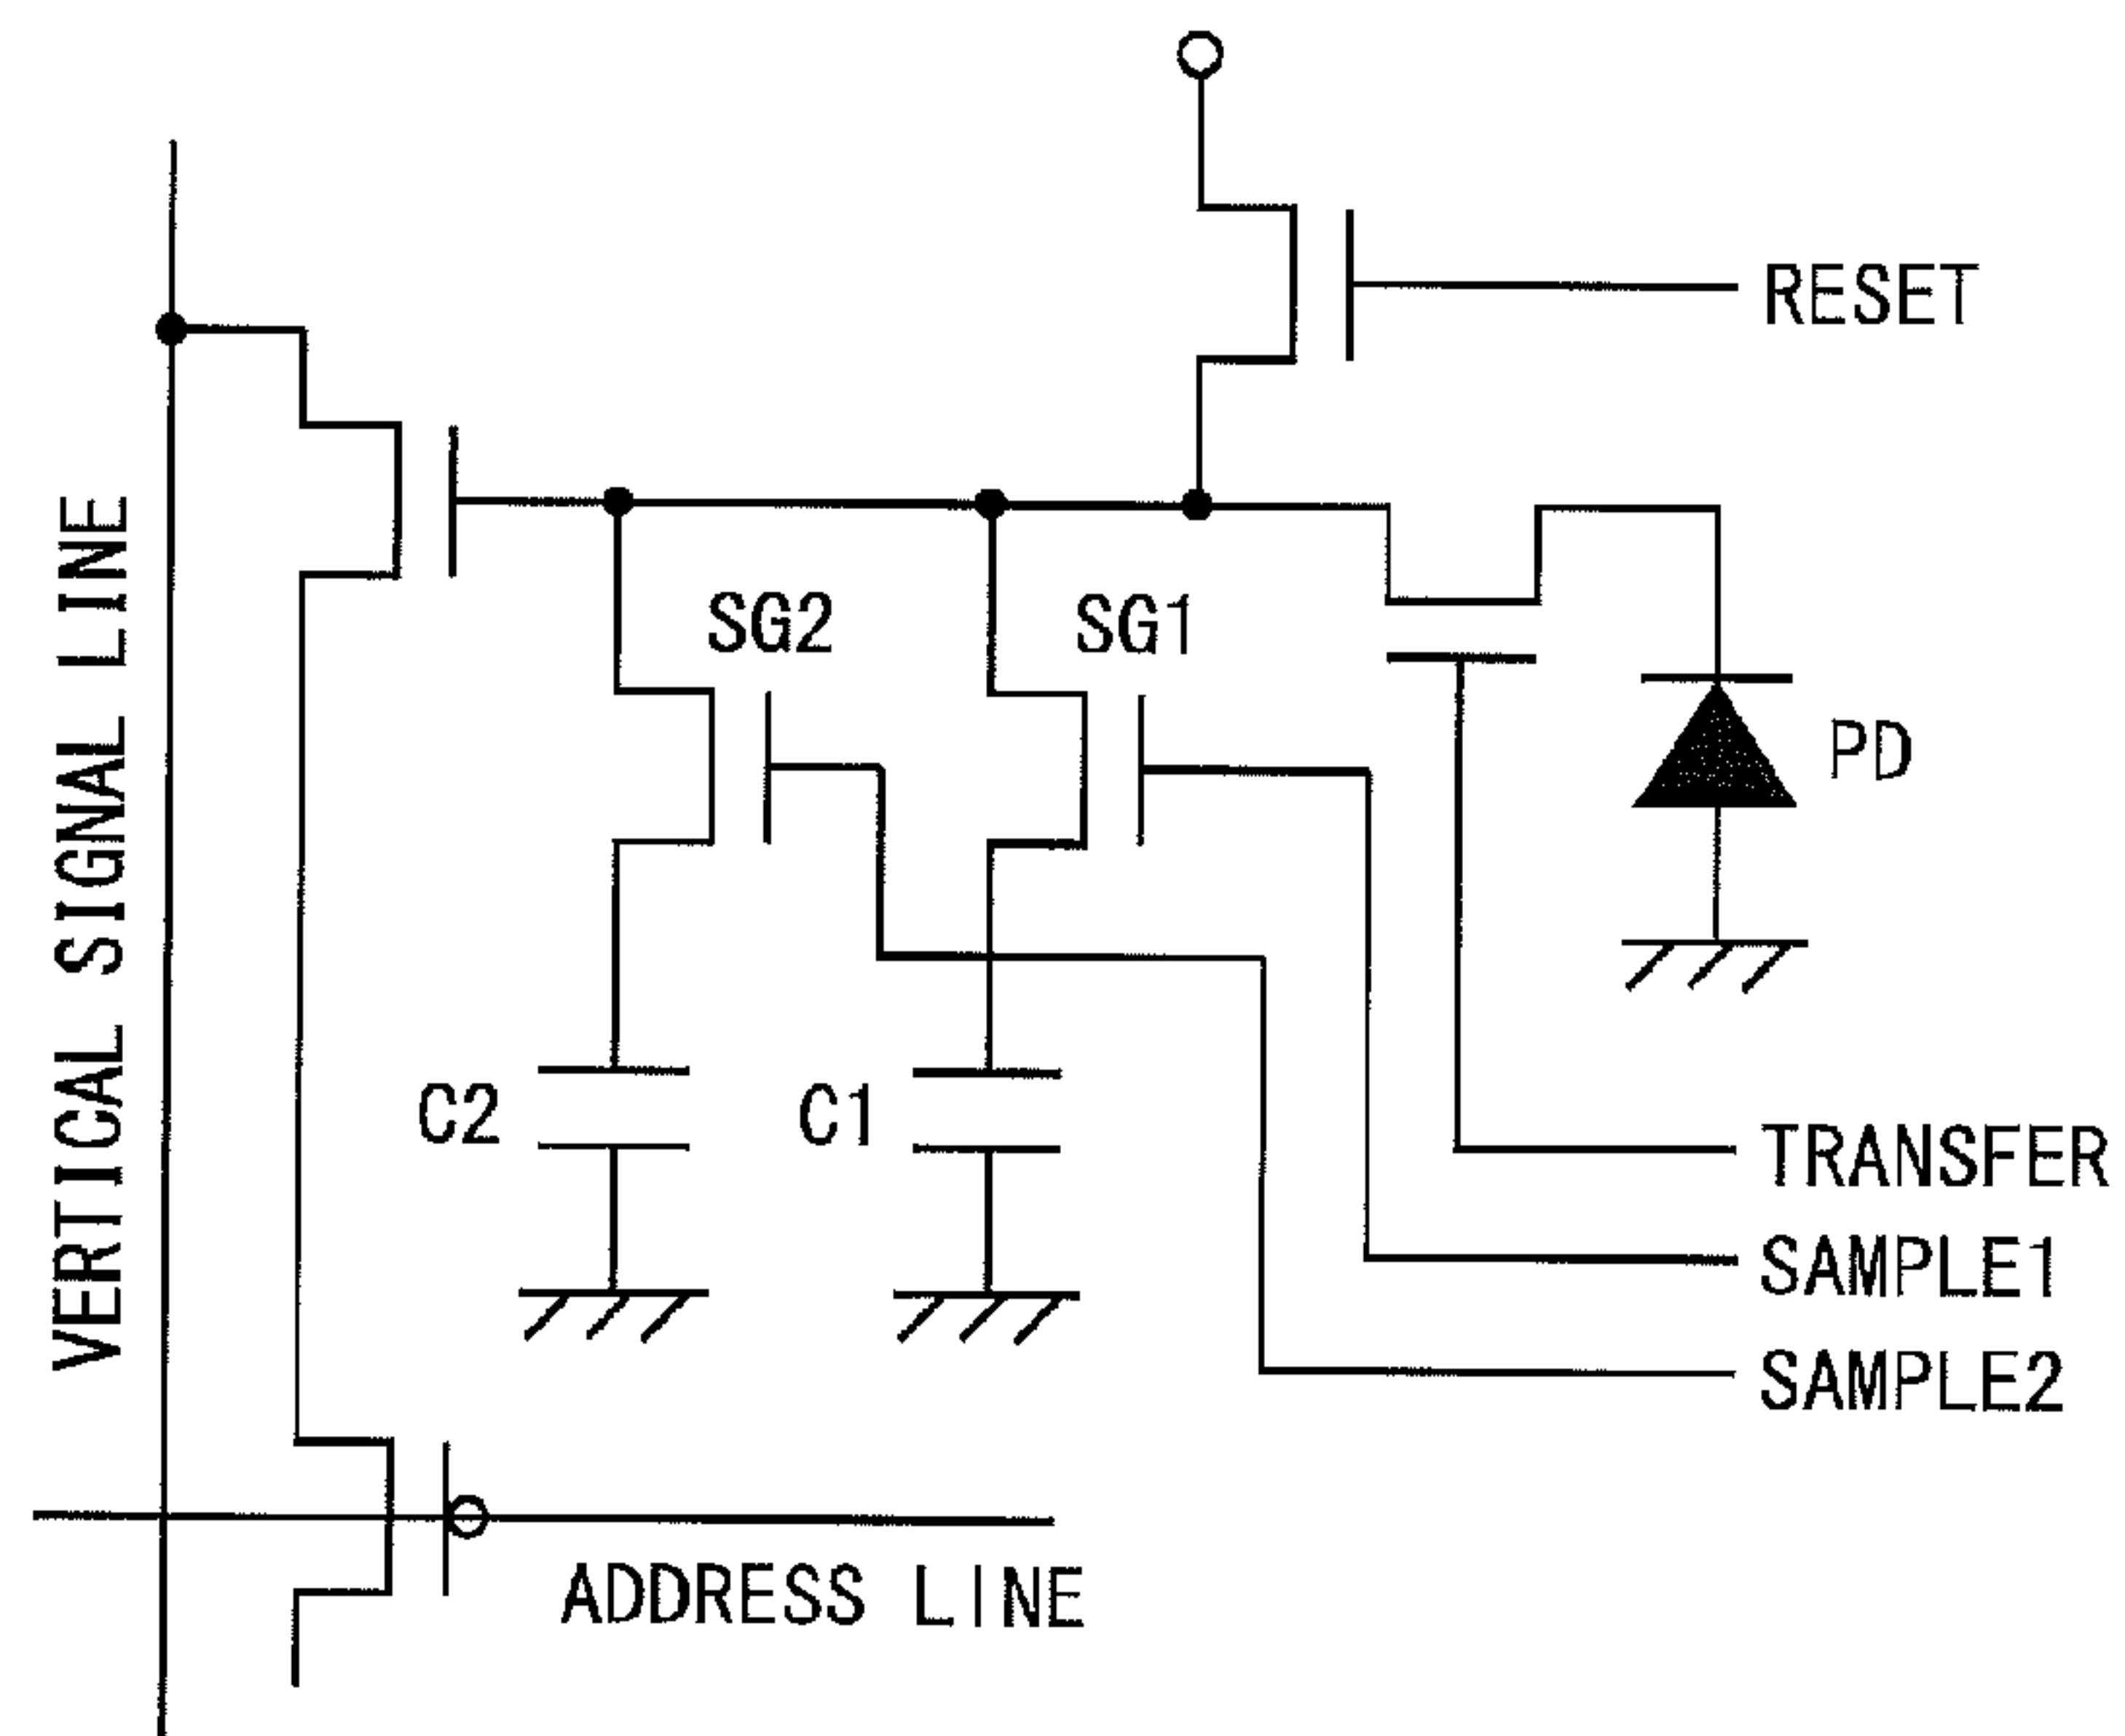 RESET
VERTICAL SIGNAL LINE
SG2
SG1
PD
C2
C1
TRANSFER
SAMPLE1
SAMPLE2
ADDRESS LINE